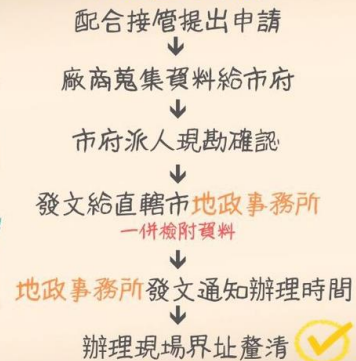 配合接管提出申請
廠商蒐集資料給市府
市府派人現勘確認
發文給直轄市地政事務所
一併檢附資料
地政事務所發文通知辦理時間
辦理現場界址釐清